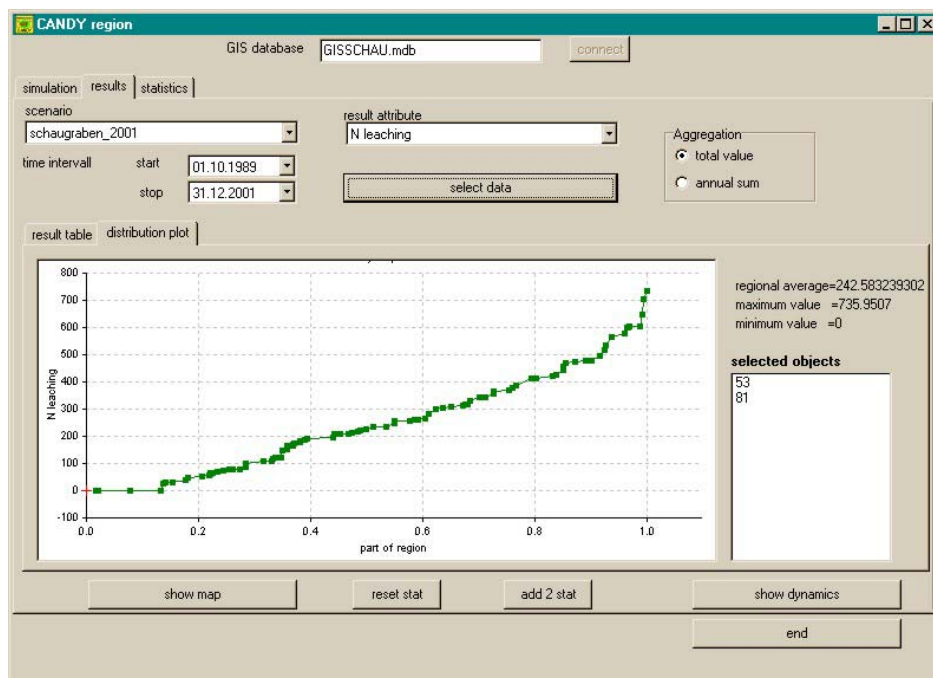 CANDY region
GIS database GISSCHAU.mdb connect
simulation results statistics
scenario
schaugraben_2001
result attribute
N leaching
Aggregation
total value
annual sum
time intervall start 01.10.1989
stop 31.12.2001
select data
result table distribution plot
800
700
600
500
400
300
200
100
0
-100
N leaching
0.0 0.2 0.4 0.6 0.8 1.0
part of region
regional average=242.583239302
maximum value =735.9507
minimum value =0
selected objects
53
81
show map reset stat add 2 stat show dynamics
end